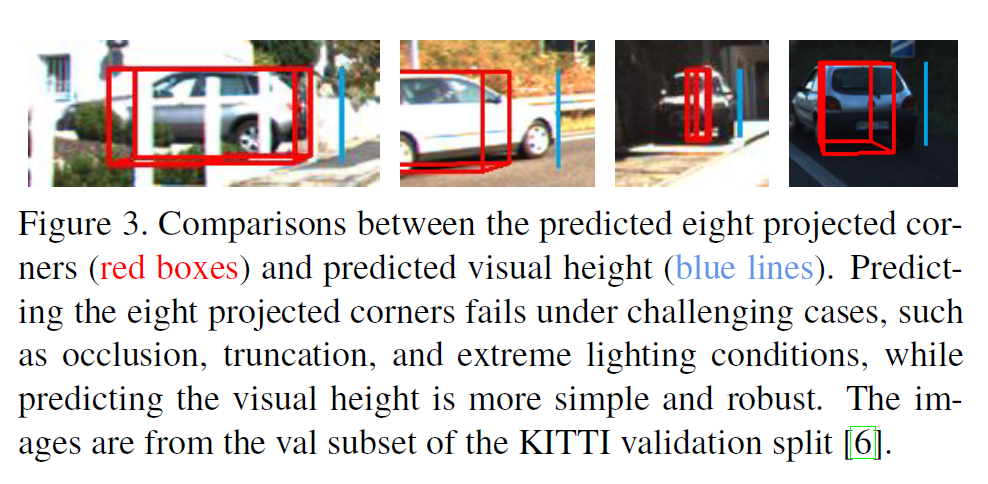 Figure 3. Comparisons between the predicted eight projected cor-
ners (red boxes) and predicted visual height (blue lines). Predict-
ing the eight projected corners fails under challenging cases, such
as occlusion, truncation, and extreme lighting conditions, while
predicting the visual height is more simple and robust. The im-
ages are from the val subset of the KITTI validation split [6].